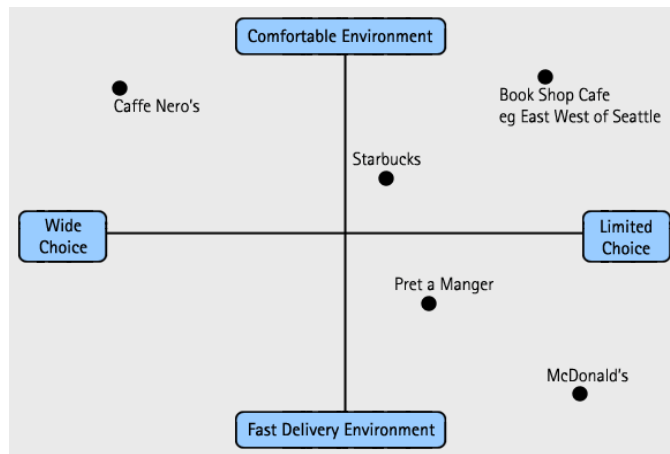 Comfortable Environment
Caffe Nero's
Book Shop Cafe
eg East West of Seattle
Starbucks
Wide
Choice
Limited
Choice
Pret a Manger
McDonald's
Fast Delivery Environment